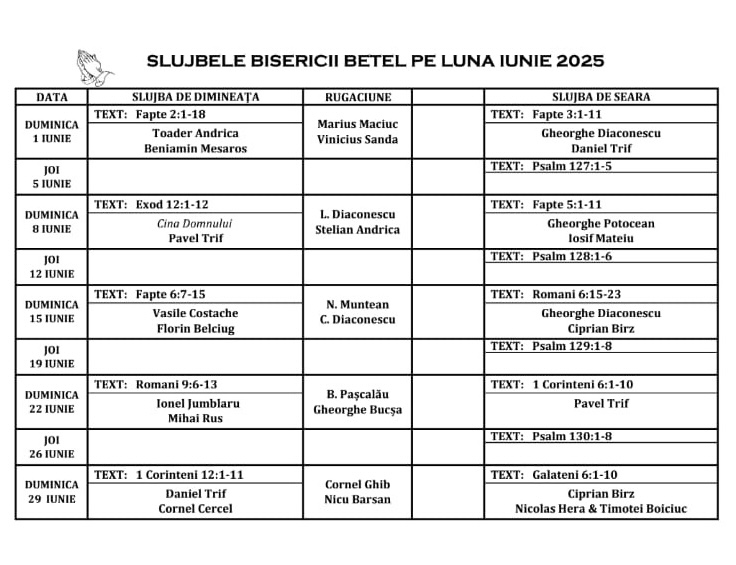 SLUJBELE BISERICII BETEL PE LUNA IUNIE 2025
DATA SLUJBA DE DIMINEAȚA RUGACIUNE SLUJBA DE SEARA
DUMINICA
1 IUNIE
TEXT: Fapte 2:1-18
Toader Andrica
Beniamin Mesaros
Marius Maciuc
Vinicius Sanda
TEXT: Fapte 3:1-11
Gheorghe Diaconescu
Daniel Trif
JOI
5 IUNIE
TEXT: Psalm 127:1-5
DUMINICA
8 IUNIE
TEXT: Exod 12:1-12
Cina Domnului
Pavel Trif
L. Diaconescu
Stelian Andrica
TEXT: Fapte 5:1-11
Gheorghe Potocean
Iosif Mateiu
JOI
12 IUNIE
TEXT: Psalm 128:1-6
DUMINICA
15 IUNIE
TEXT: Fapte 6:7-15
Vasile Costache
Florin Belciug
N. Muntean
C. Diaconescu
TEXT: Romani 6:15-23
Gheorghe Diaconescu
Ciprian Birz
JOI
19 IUNIE
TEXT: Psalm 129:1-8
DUMINICA
22 IUNIE
TEXT: Romani 9:6-13
Ionel Jumblaru
Mihai Rus
B. Pașcalău
Gheorghe Bucșa
TEXT: 1 Corinteni 6:1-10
Pavel Trif
JOI
26 IUNIE
TEXT: Psalm 130:1-8
DUMINICA
29 IUNIE
TEXT: 1 Corinteni 12:1-11
Daniel Trif
Cornel Cercel
Cornel Ghib
Nicu Barsan
TEXT: Galateni 6:1-10
Ciprian Birz
Nicolas Hera & Timotei Boiciuc